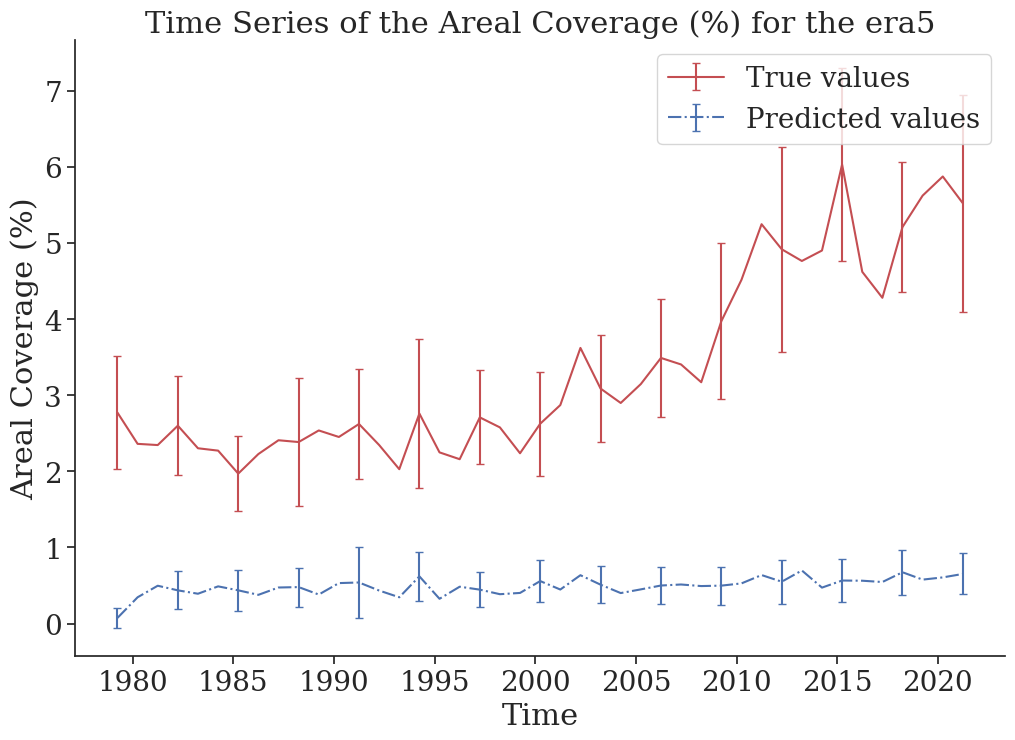 Time Series of the Areal Coverage (%) for the era5
True values
Predicted values
Areal Coverage (%)
7
6
5
4
3
2
1
0
1980 1985 1990 1995 2000 2005 2010 2015 2020
Time